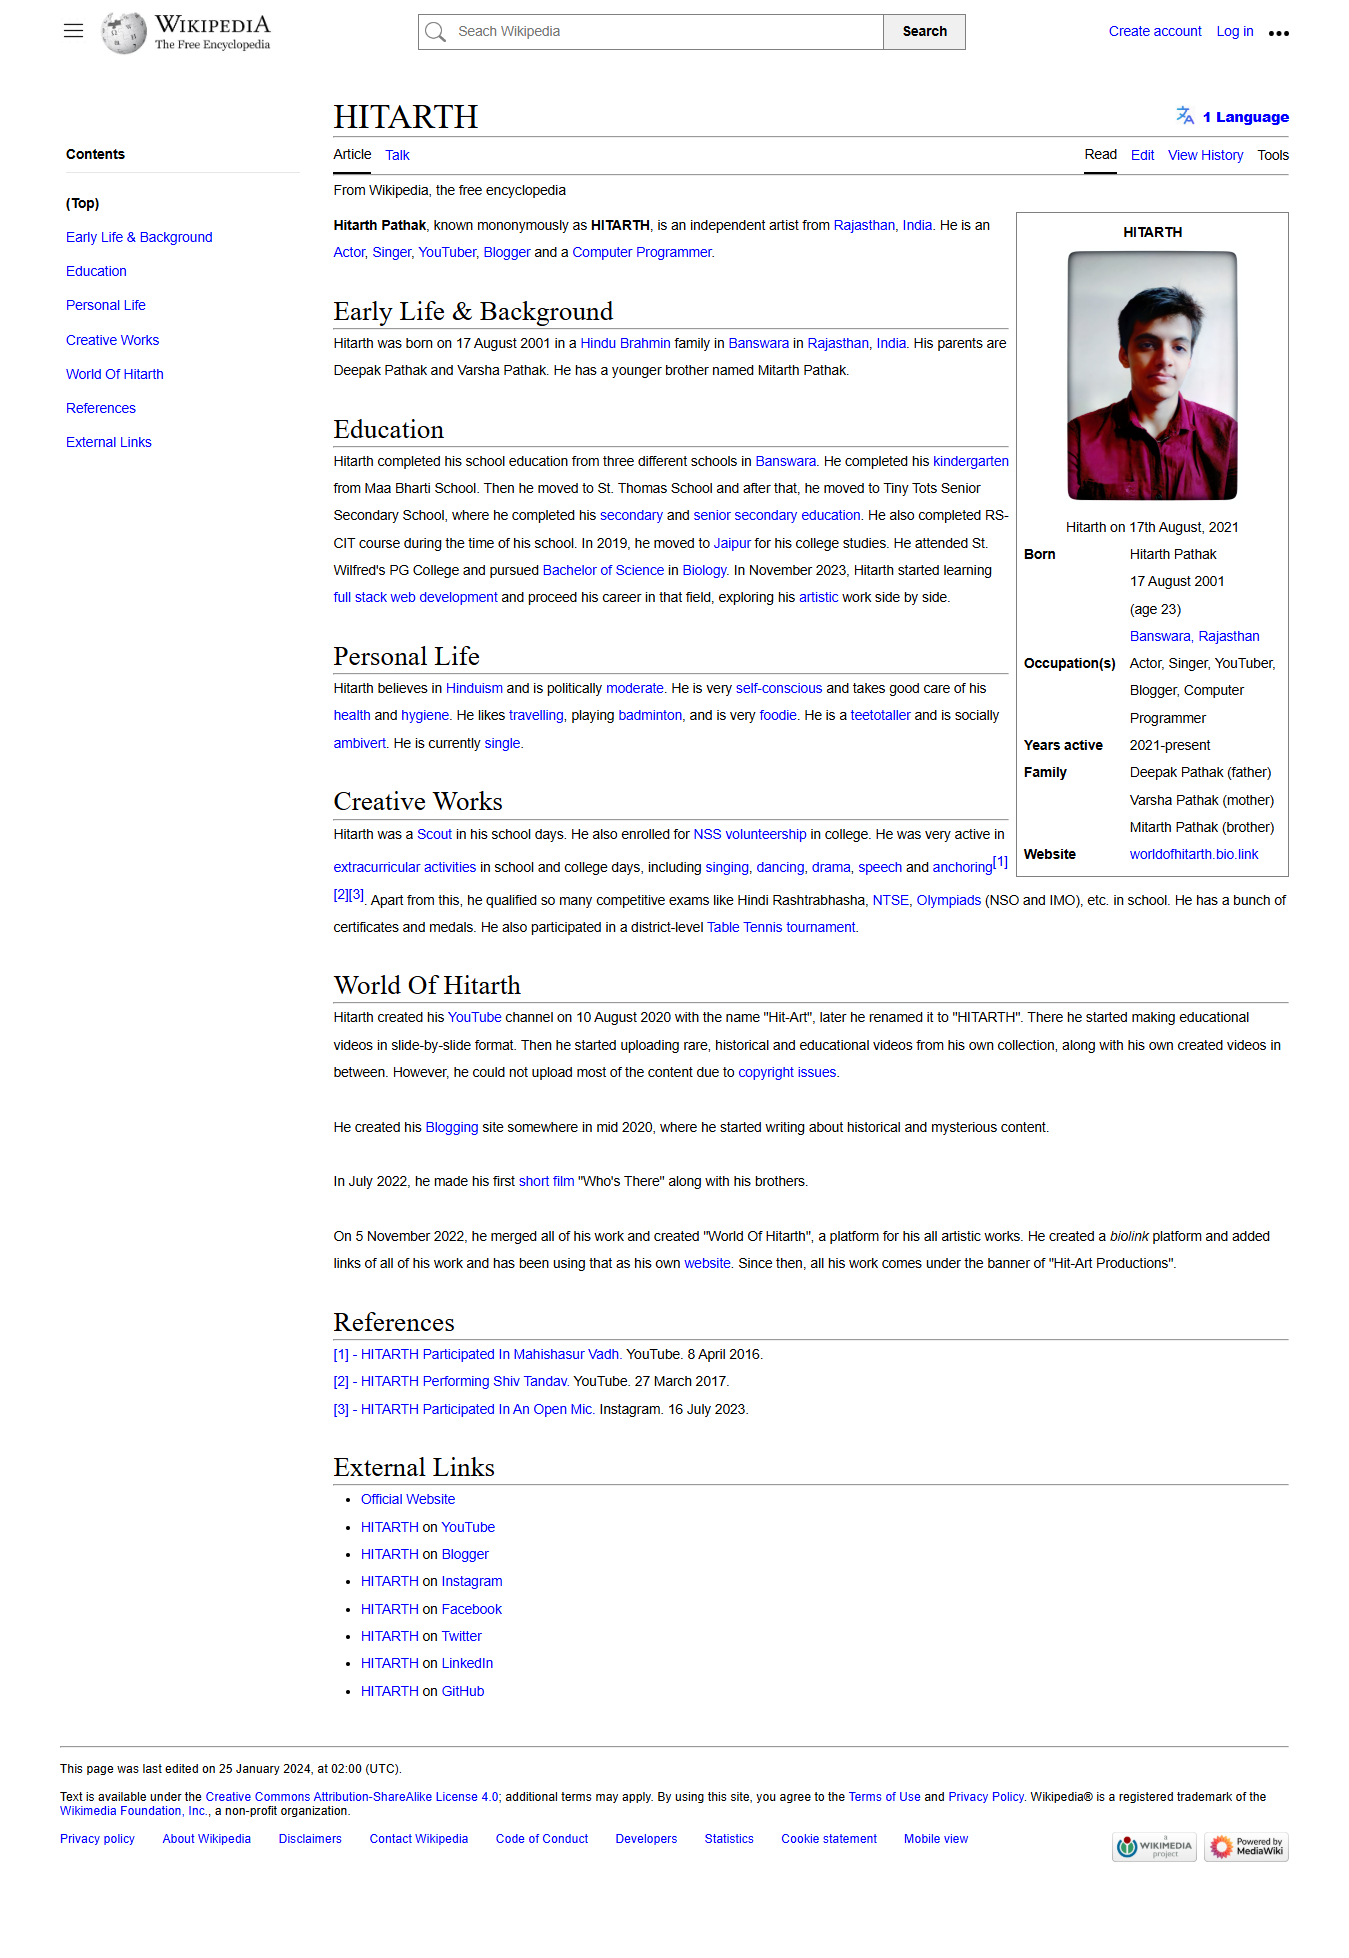 WIKIPEDIA
The Free Encyclopedia
Seach Wikipedia
Search
Create account Log in
HITARTH
1 Language
Contents
(Top)
Early Life & Background
Education
Personal Life
Creative Works
World Of Hitarth
References
External Links
Article Talk
Read Edit View History Tools
From Wikipedia, the free encyclopedia
Hitarth Pathak, known mononymously as HITARTH, is an independent artist from Rajasthan, India. He is an
Actor, Singer, YouTuber, Blogger and a Computer Programmer.
Early Life & Background
Hitarth was born on 17 August 2001 in a Hindu Brahmin family in Banswara in Rajasthan, India. His parents are
Deepak Pathak and Varsha Pathak. He has a younger brother named Mitarth Pathak.
Education
Hitarth completed his school education from three different schools in Banswara. He completed his kindergarten
from Maa Bharti School. Then he moved to St. Thomas School and after that, he moved to Tiny Tots Senior
Secondary School, where he completed his secondary and senior secondary education. He also completed RS-
CIT course during the time of his school. In 2019, he moved to Jaipur for his college studies. He attended St.
Wilfred's PG College and pursued Bachelor of Science in Biology. In November 2023, Hitarth started learning
full stack web development and proceed his career in that field, exploring his artistic work side by side.
Personal Life
Hitarth believes in Hinduism and is politically moderate. He is very self-conscious and takes good care of his
health and hygiene. He likes travelling, playing badminton, and is very foodie. He is a teetotaller and is socially
ambivert. He is currently single.
Creative Works
Hitarth was a Scout in his school days. He also enrolled for NSS volunteership in college. He was very active in
extracurricular activities in school and college days, including singing, dancing, drama, speech and anchoring[1]
[2][3]. Apart from this, he qualified so many competitive exams like Hindi Rashtrabhasha, NTSE, Olympiads (NSO and IMO), etc. in school. He has a bunch of
certificates and medals. He also participated in a district-level Table Tennis tournament.
HITARTH
Hitarth on 17th August, 2021
Born Hitarth Pathak
17 August 2001
(age 23)
Banswara, Rajasthan
Occupation(s) Actor, Singer, YouTuber,
Blogger, Computer
Programmer
Years active 2021-present
Family Deepak Pathak (father)
Varsha Pathak (mother)
Mitarth Pathak (brother)
Website worldofhitarth.bio.link
World Of Hitarth
Hitarth created his YouTube channel on 10 August 2020 with the name "Hit-Art", later he renamed it to "HITARTH". There he started making educational
videos in slide-by-slide format. Then he started uploading rare, historical and educational videos from his own collection, along with his own created videos in
between. However, he could not upload most of the content due to copyright issues.
He created his Blogging site somewhere in mid 2020, where he started writing about historical and mysterious content.
In July 2022, he made his first short film "Who's There" along with his brothers.
On 5 November 2022, he merged all of his work and created "World Of Hitarth", a platform for his all artistic works. He created a biolink platform and added
links of all of his work and has been using that as his own website. Since then, all his work comes under the banner of "Hit-Art Productions".
References
[1] - HITARTH Participated In Mahishasur Vadh. YouTube. 8 April 2016.
[2] - HITARTH Performing Shiv Tandav. YouTube. 27 March 2017.
[3] - HITARTH Participated In An Open Mic. Instagram. 16 July 2023.
External Links
• Official Website
• HITARTH on YouTube
• HITARTH on Blogger
• HITARTH on Instagram
• HITARTH on Facebook
• HITARTH on Twitter
• HITARTH on LinkedIn
• HITARTH on GitHub
This page was last edited on 25 January 2024, at 02:00 (UTC).
Text is available under the Creative Commons Attribution-ShareAlike License 4.0; additional terms may apply. By using this site, you agree to the Terms of Use and Privacy Policy. Wikipedia® is a registered trademark of the
Wikimedia Foundation, Inc., a non-profit organization.
Privacy policy About Wikipedia Disclaimers Contact Wikipedia Code of Conduct Developers Statistics Cookie statement Mobile view
a
WIKIMEDIA
project
Powered by
MediaWiki